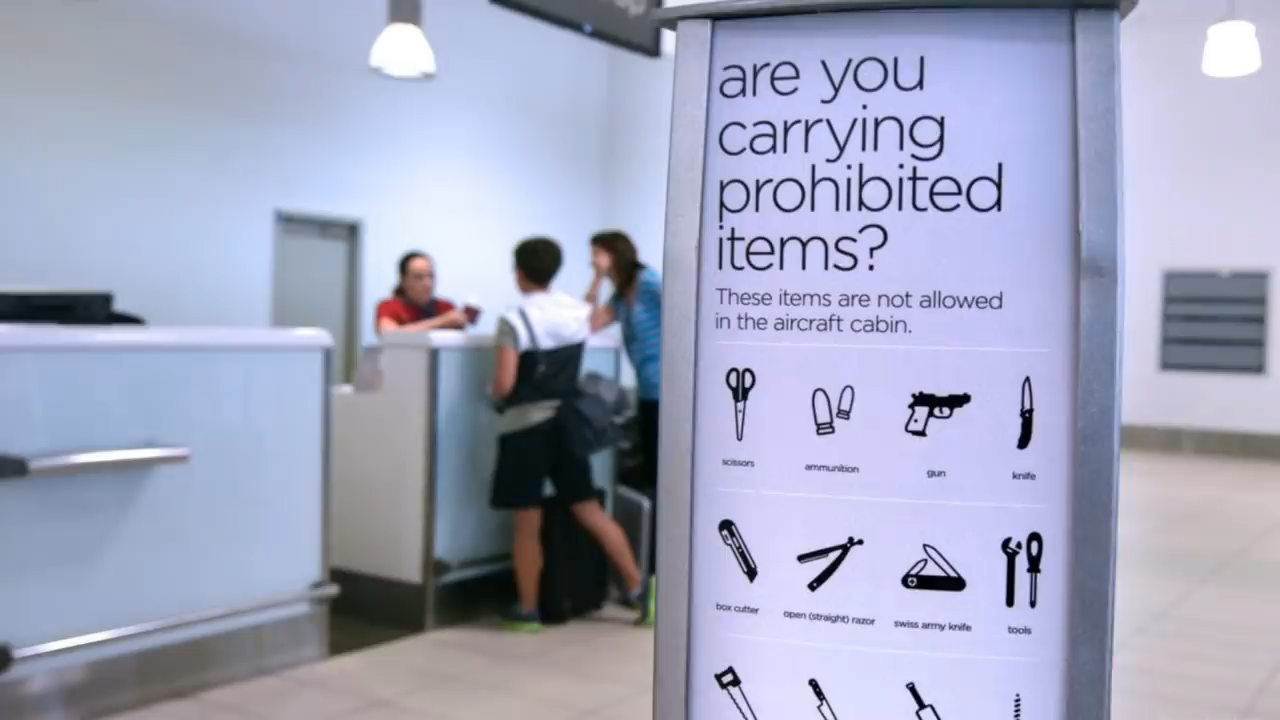 are you
carrying
prohibited
items?
These items are not allowed
in the aircraft cabin.
scissors
ammunition
gun
knife
box cutter
open (straight) razor
swiss army knife
tools